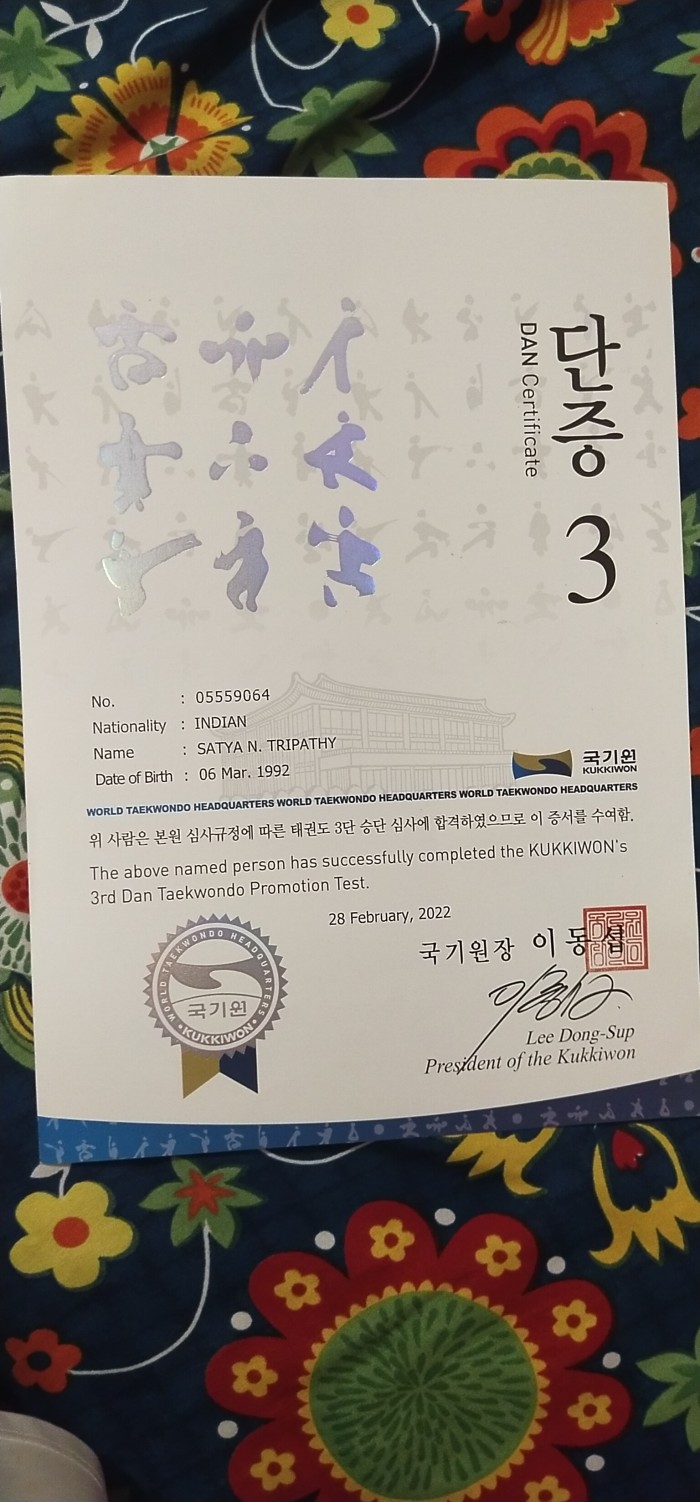 단증
DAN Certificate
3
No. : 05559064
Nationality : INDIAN
Name : SATYA N. TRIPATHY
Date of Birth : 06 Mar. 1992
국기원
KUKKIWON
WORLD TAEKWONDO HEADQUARTERS WORLD TAEKWONDO HEADQUARTERS WORLD TAEKWONDO HEADQUARTERS
위 사람은 본원 심사규정에 따른 태권도 3단 승단 심사에 합격하였으므로 이 증서를 수여함.
The above named person has successfully completed the KUKKIWON's
3rd Dan Taekwondo Promotion Test.
28 February, 2022
국기원장 이동섭
Lee Dong-Sup
President of the Kukkiwon
WORLD TAEKWONDO HEADQUARTERS
국기원
KUKKIWON